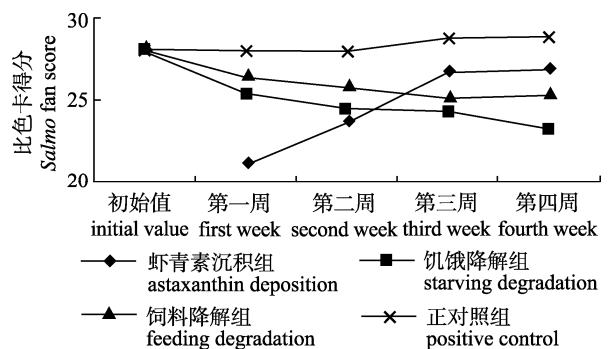 30
25
20
比色卡得分
Salmo fan score
初始值 第一周 第二周 第三周 第四周
initial value first week second week third week fourth week
虾青素沉积组 饥饿降解组
astaxanthin deposition starving degradation
饲料降解组 正对照组
feeding degradation positive control